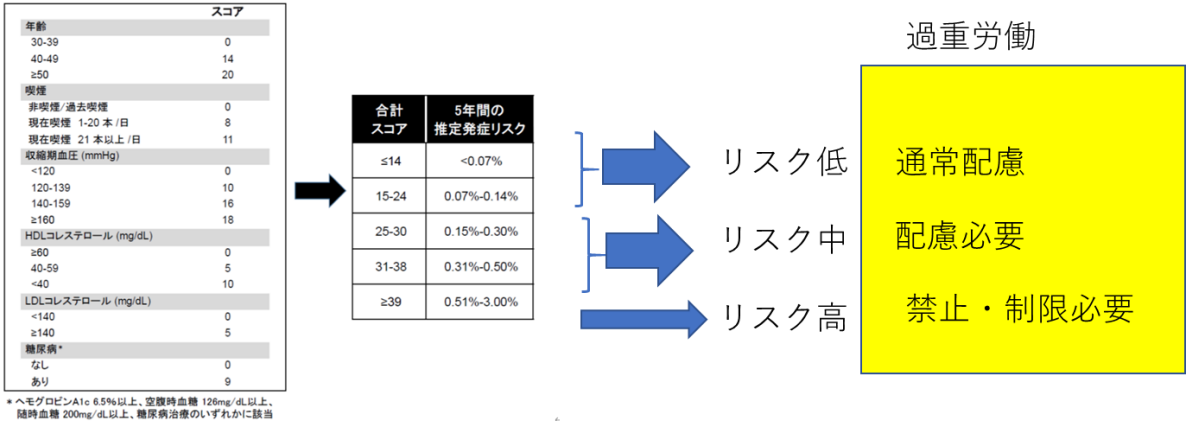 スコア
年齢
30-39 0
40-49 14
≥50 20
喫煙
非喫煙/過去喫煙 0
現在喫煙 1-20 本 /日 8
現在喫煙 21 本以上 /日 11
収縮期血圧 (mmHg)
<120 0
120-139 10
140-159 16
≥160 18
HDLコレステロール (mg/dL)
≥60 0
40-59 5
<40 10
LDLコレステロール (mg/dL)
<140 0
≥140 5
糖尿病*
なし 0
あり 9
* ヘモグロビンA1c 6.5%以上、空腹時血糖 126mg/dL以上、
随時血糖 200mg/dL以上、糖尿病治療のいずれかに該当
合計 5年間の
スコア 推定発症リスク
≤14 <0.07%
15-24 0.07%-0.14%
25-30 0.15%-0.30%
31-38 0.31%-0.50%
≥39 0.51%-3.00%
過重労働
リスク低 通常配慮
リスク中 配慮必要
リスク高 禁止・制限必要